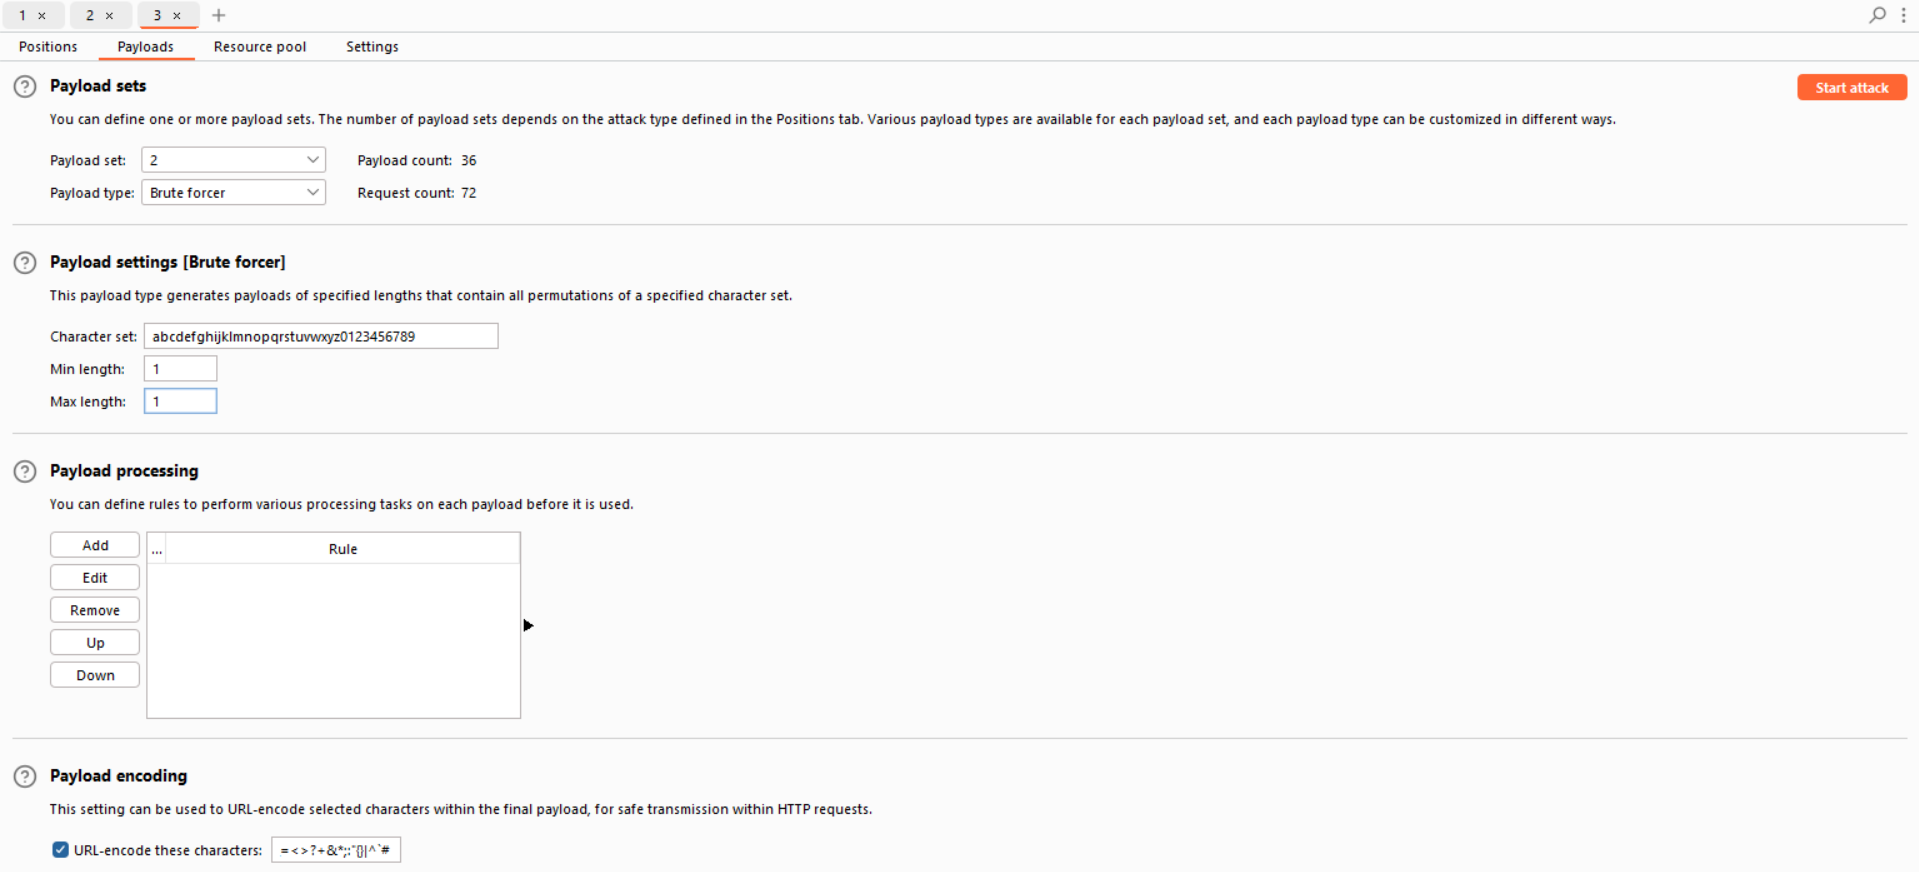 1 × 2 × 3 × +
Positions Payloads Resource pool Settings
? Payload sets
Start attack
You can define one or more payload sets. The number of payload sets depends on the attack type defined in the Positions tab. Various payload types are available for each payload set, and each payload type can be customized in different ways.
Payload set: 2 Payload count: 36
Payload type: Brute forcer Request count: 72
? Payload settings [Brute forcer]
This payload type generates payloads of specified lengths that contain all permutations of a specified character set.
Character set: abcdefghijklmnopqrstuvwxyz0123456789
Min length: 1
Max length: 1
? Payload processing
You can define rules to perform various processing tasks on each payload before it is used.
Add
... Rule
Edit
Remove
Up
Down
? Payload encoding
This setting can be used to URL-encode selected characters within the final payload, for safe transmission within HTTP requests.
URL-encode these characters: =<>?+&*;:"{}|^`#